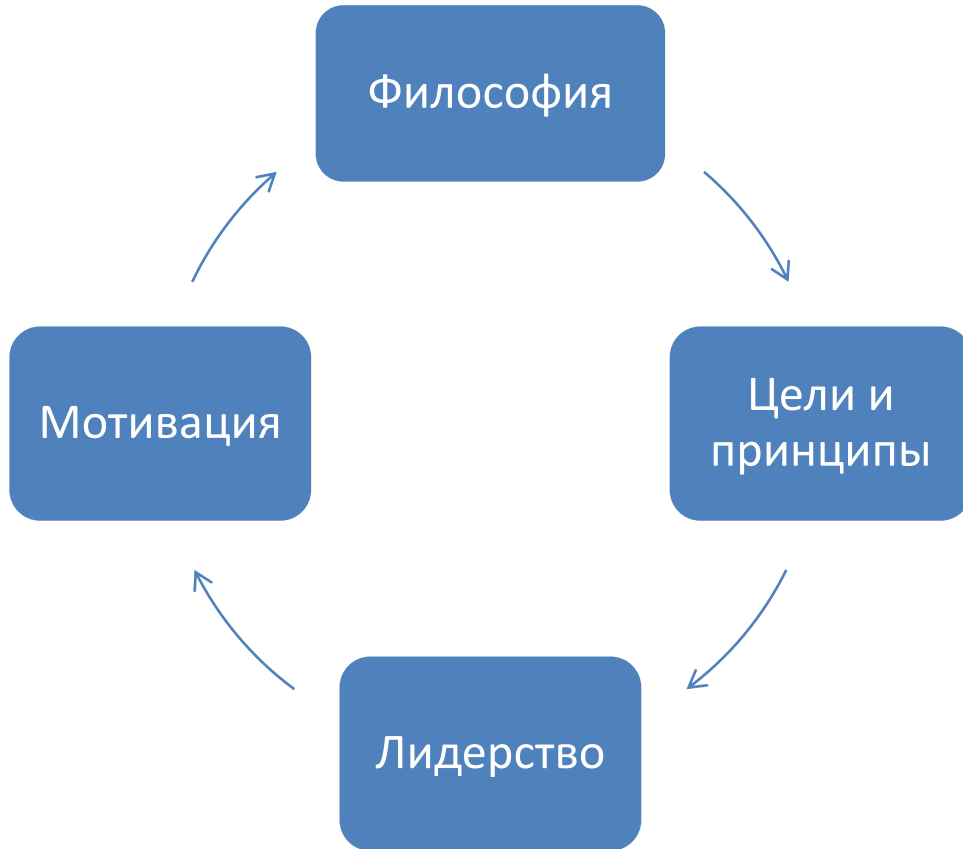 Философия
Цели и
принципы
Лидерство
Мотивация